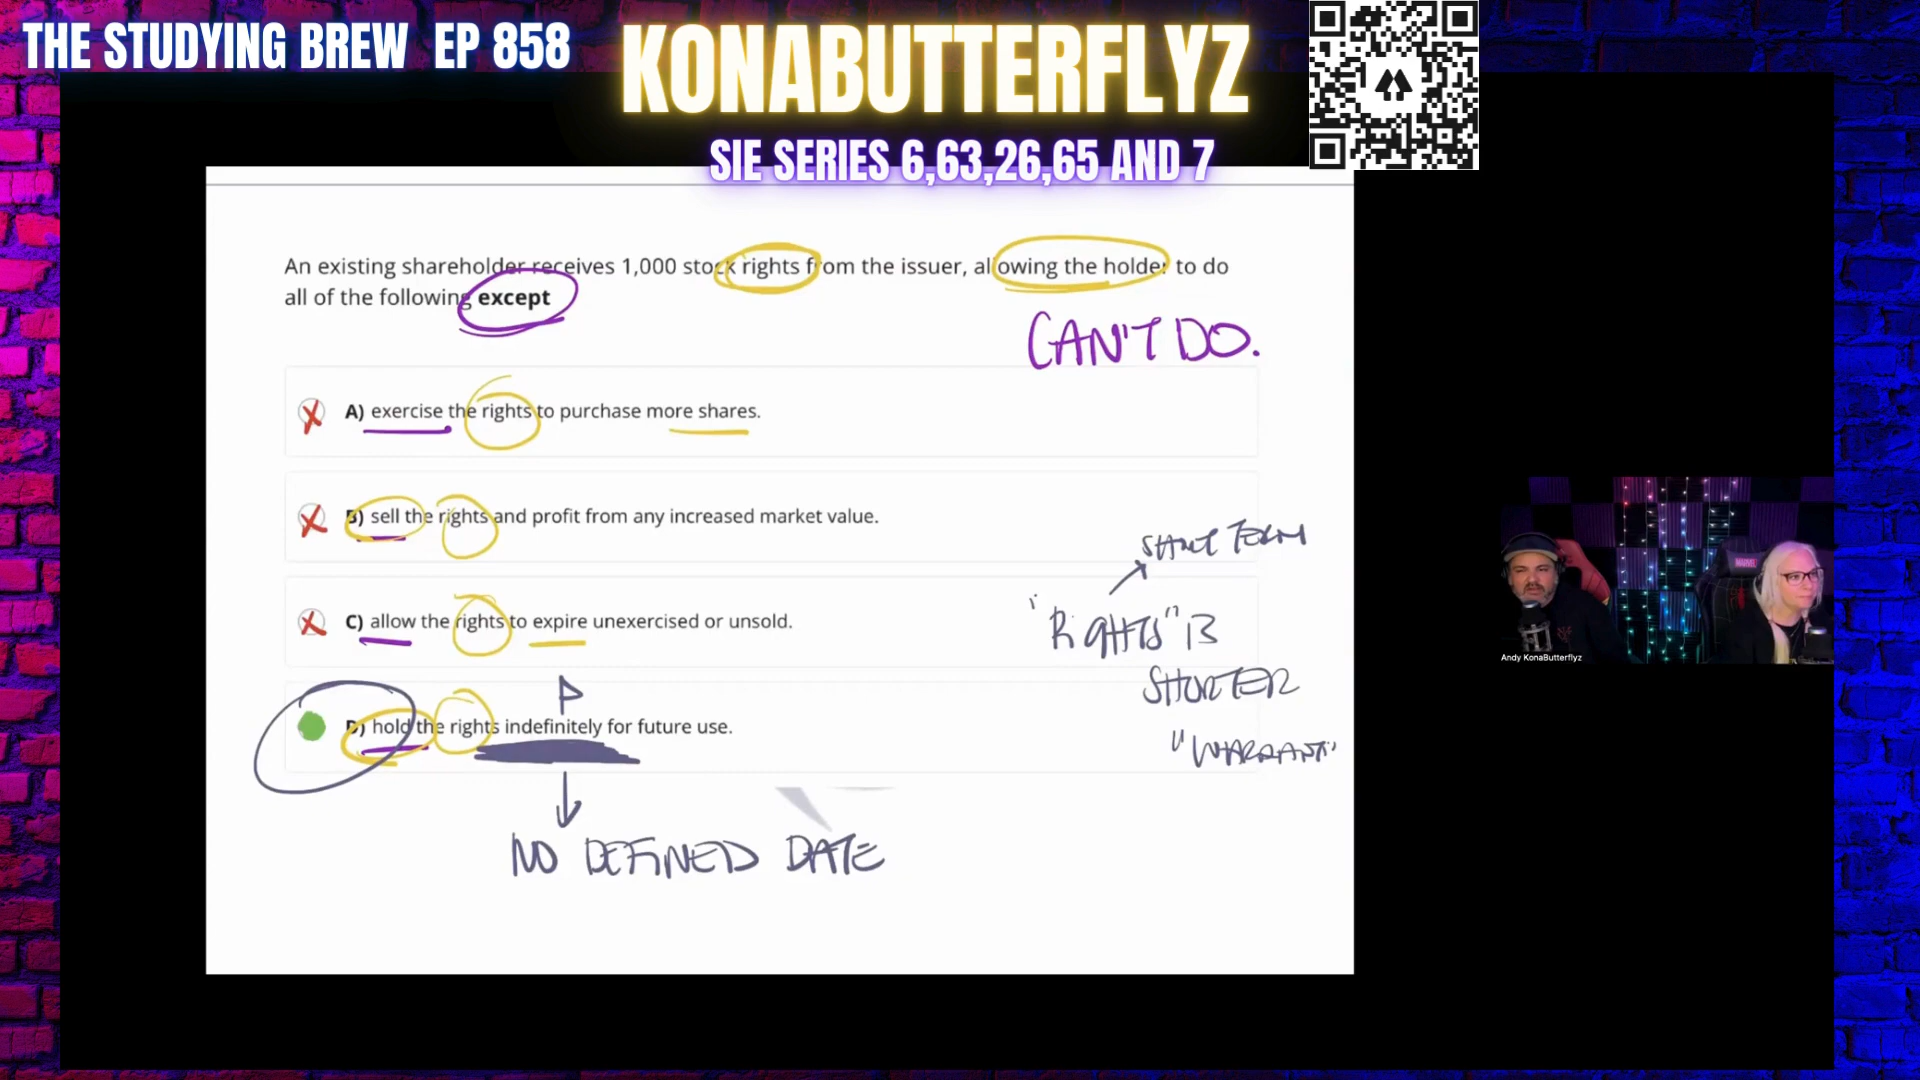 THE STUDYING BREW EP 858
KONABUTTERFLYZ
SIE SERIES 6,63,26,65 AND 7
An existing shareholder receives 1,000 stock rights from the issuer, allowing the holder to do
all of the following except
CAN'T DO.
A) exercise the rights to purchase more shares.
B) sell the rights and profit from any increased market value.
SHORT TERM
C) allow the rights to expire unexercised or unsold.
"RIGHTS" IS
SHORTER
D) hold the rights indefinitely for future use.
"WARRANT"
NO DEFINED DATE
MARVEL
Andy KonaButterflyz